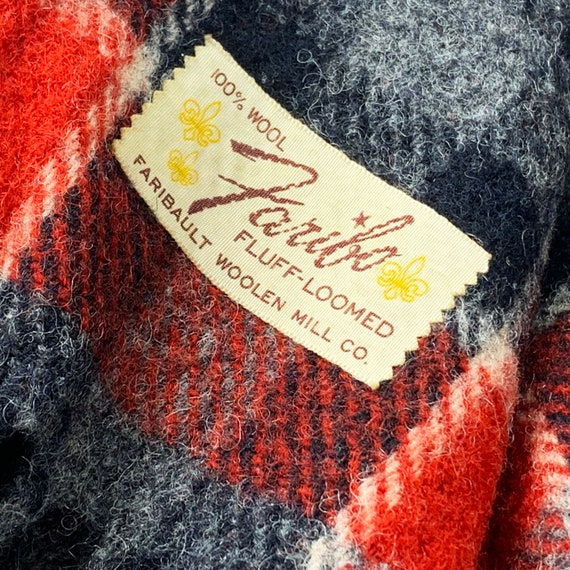 100% WOOL
Faribo
FLUFF-LOOMED
FARIBAULT WOOLEN MILL CO.